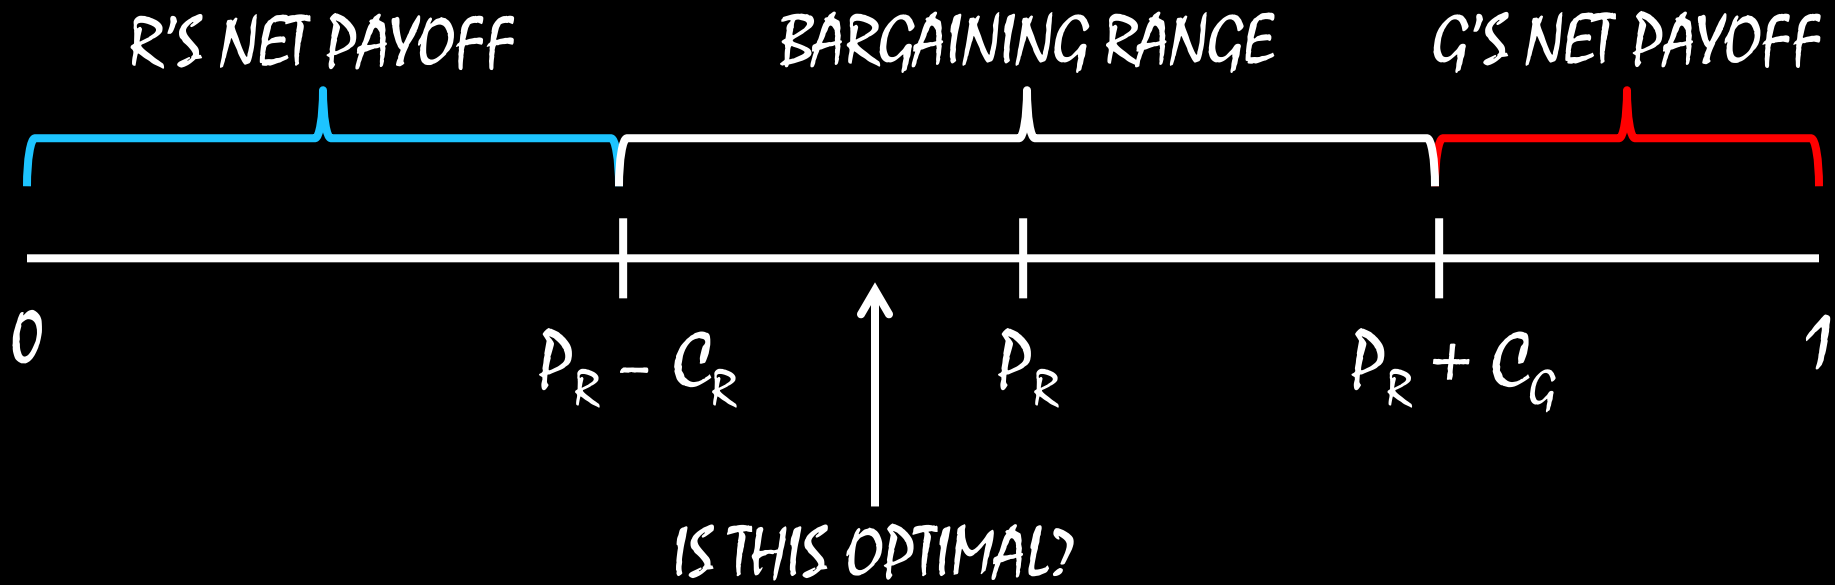 R'S NET PAYOFF
BARGAINING RANGE
G'S NET PAYOFF
0
PR – CR
PR
PR + CG
1
IS THIS OPTIMAL?